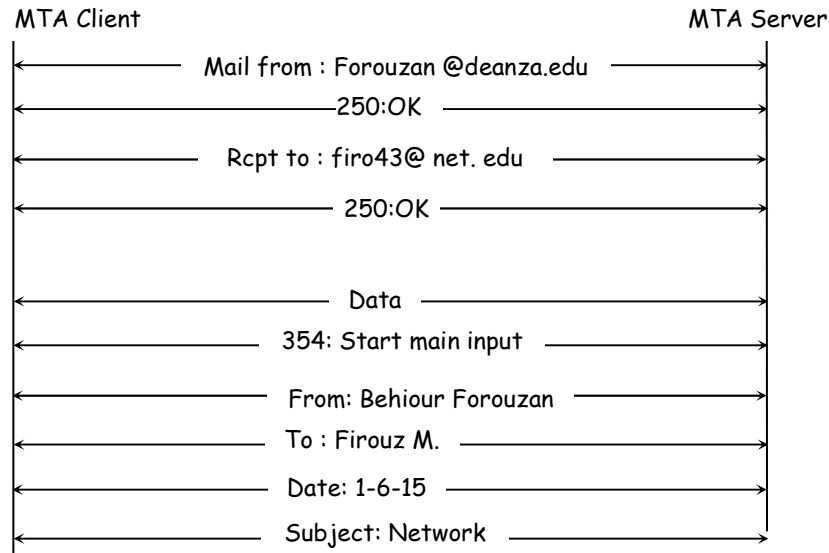 MTA Client MTA Server
Mail from : Forouzan @deanza.edu
250:OK
Rcpt to : firo43@ net. edu
250:OK
Data
354: Start main input
From: Behiour Forouzan
To : Firouz M.
Date: 1-6-15
Subject: Network